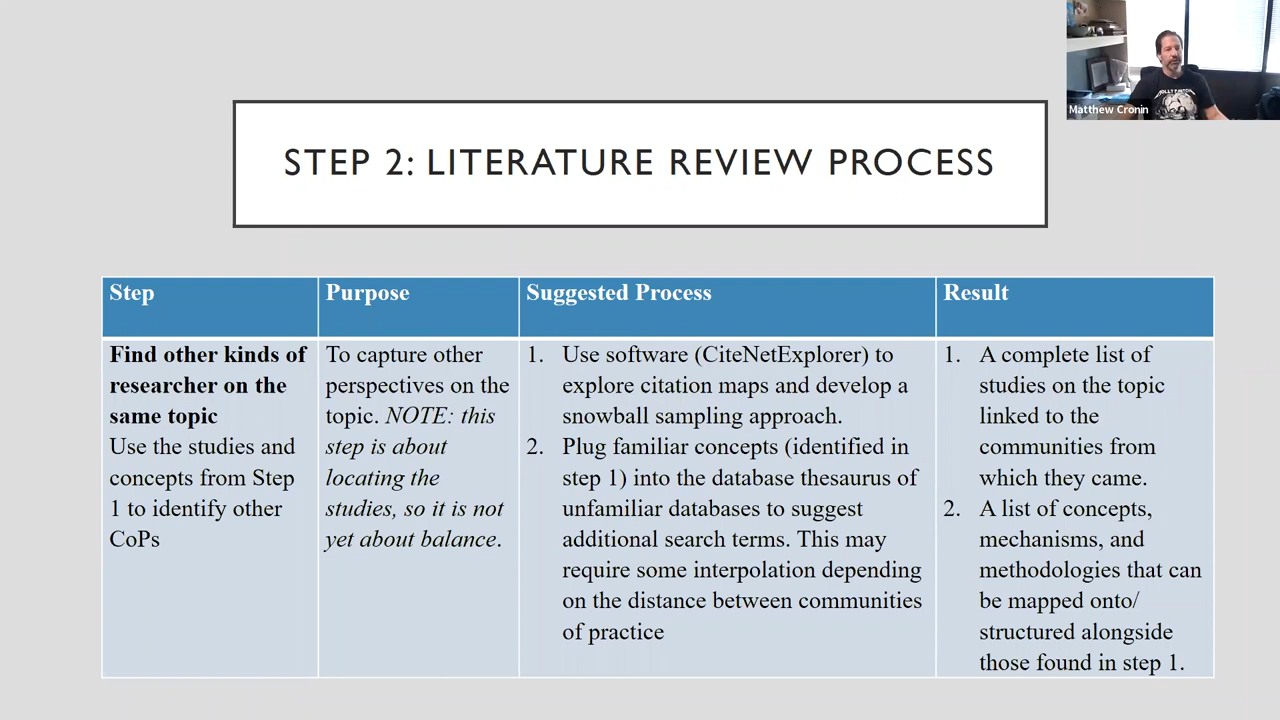 Matthew Cronin
STEP 2: LITERATURE REVIEW PROCESS
Step
Purpose
Suggested Process
Result
Find other kinds of
researcher on the
same topic
Use the studies and
concepts from Step
1 to identify other
CoPs
To capture other
perspectives on the
topic. NOTE: this
step is about
locating the
studies, so it is not
yet about balance.
1. Use software (CiteNetExplorer) to
explore citation maps and develop a
snowball sampling approach.
2. Plug familiar concepts (identified in
step 1) into the database thesaurus of
unfamiliar databases to suggest
additional search terms. This may
require some interpolation depending
on the distance between communities
of practice
1. A complete list of
studies on the topic
linked to the
communities from
which they came.
2. A list of concepts,
mechanisms, and
methodologies that can
be mapped onto/
structured alongside
those found in step 1.